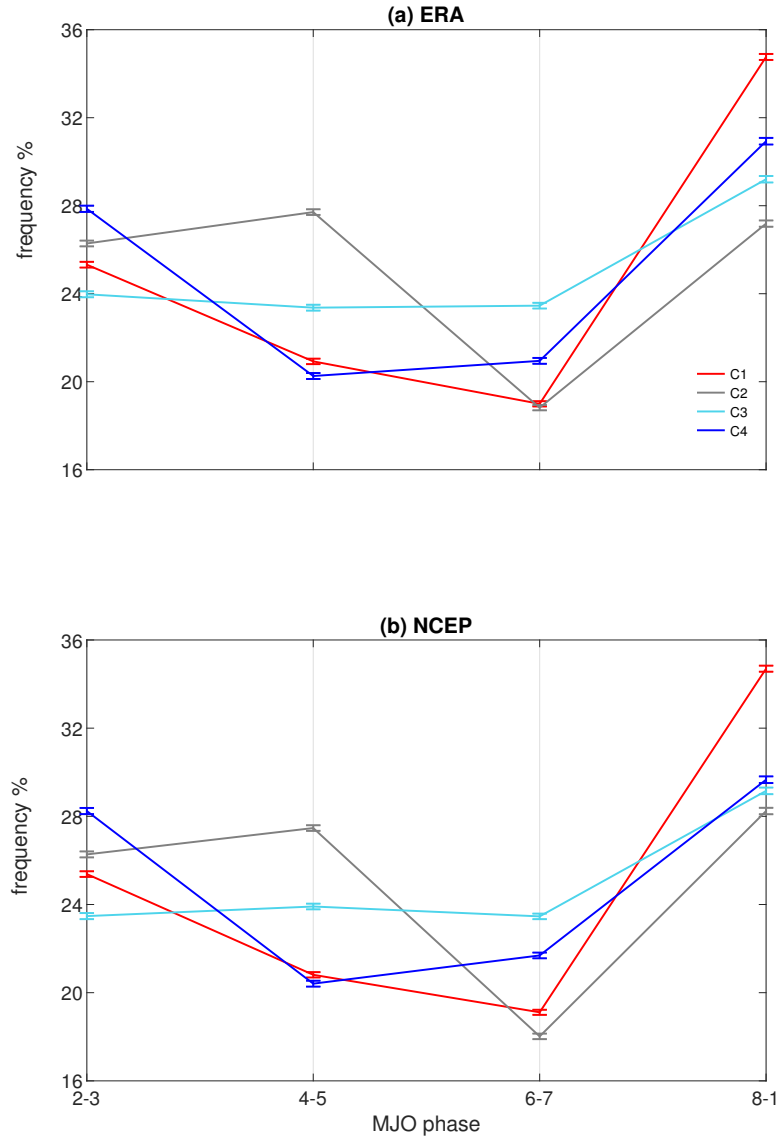 (a) ERA
36
32
28
24
20
16
frequency %
C1
C2
C3
C4
(b) NCEP
36
32
28
24
20
16
frequency %
2-3
4-5
6-7
8-1
MJO phase